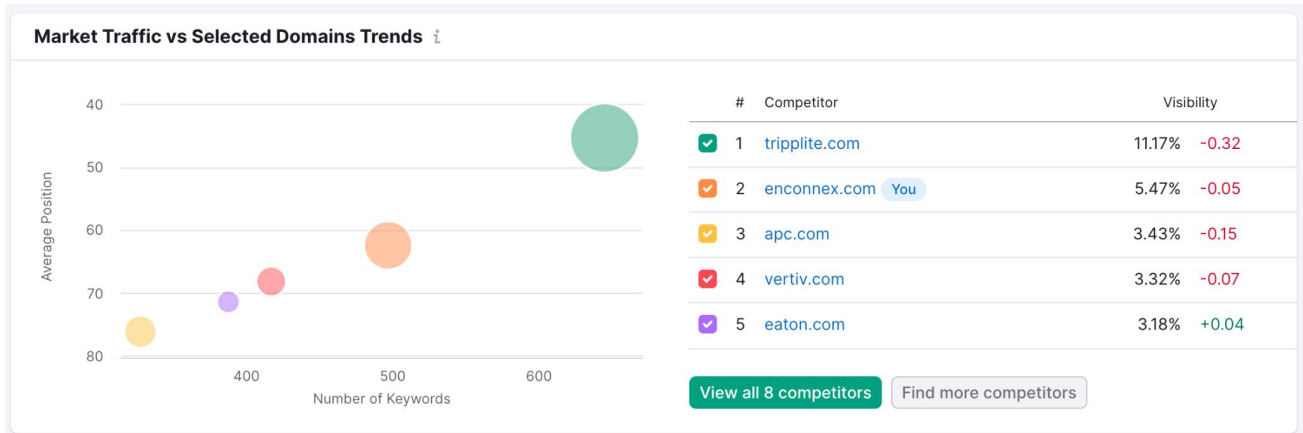 Market Traffic vs Selected Domains Trends i
40
50
60
70
80
Average Position
400 500 600
Number of Keywords
# Competitor Visibility
1 tripplite.com 11.17% -0.32
2 enconnex.com You 5.47% -0.05
3 apc.com 3.43% -0.15
4 vertiv.com 3.32% -0.07
5 eaton.com 3.18% +0.04
View all 8 competitors Find more competitors